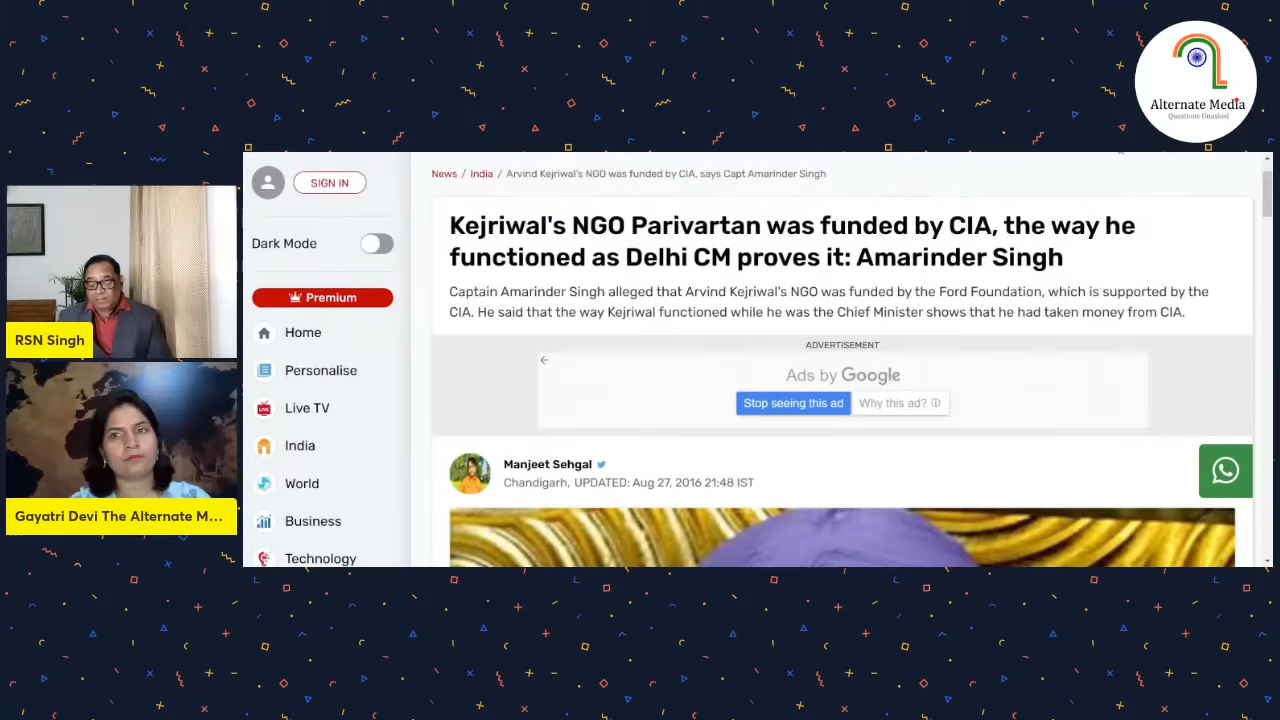 Alternate Media
Questions Unasked
SIGN IN
Dark Mode
Premium
Home
Personalise
Live TV
India
World
Business
Technology
News / India / Arvind Kejriwal's NGO was funded by CIA, says Capt Amarinder Singh
Kejriwal's NGO Parivartan was funded by CIA, the way he
functioned as Delhi CM proves it: Amarinder Singh
Captain Amarinder Singh alleged that Arvind Kejriwal's NGO was funded by the Ford Foundation, which is supported by the
CIA. He said that the way Kejriwal functioned while he was the Chief Minister shows that he had taken money from CIA.
ADVERTISEMENT
Ads by Google
Stop seeing this ad
Why this ad?
Manjeet Sehgal
Chandigarh, UPDATED: Aug 27, 2016 21:48 IST
RSN Singh
Gayatri Devi The Alternate M...